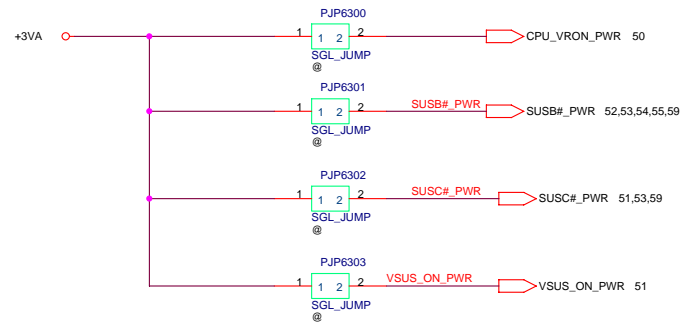 PJP6300
+3VA
1 1 2 2 CPU_VRON_PWR 50
SGL_JUMP
@
PJP6301
1 1 2 2 SUSB#_PWR SUSB#_PWR 52,53,54,55,59
SGL_JUMP
@
PJP6302
1 1 2 2 SUSC#_PWR SUSC#_PWR 51,53,59
SGL_JUMP
@
PJP6303
1 1 2 2 VSUS_ON_PWR VSUS_ON_PWR 51
SGL_JUMP
@